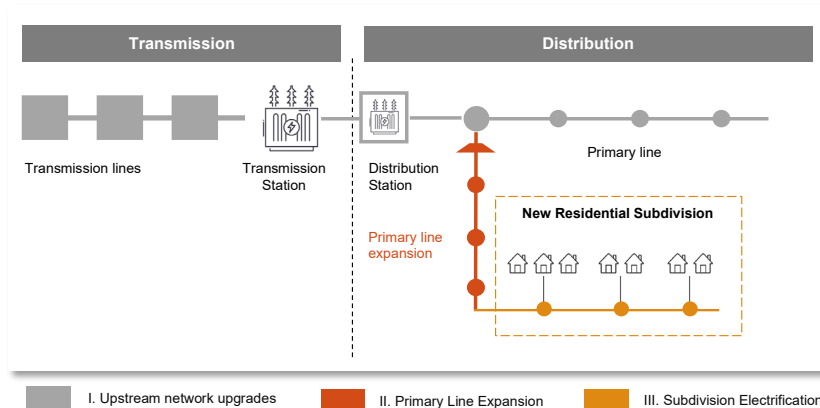 Transmission
Distribution
Transmission lines
Transmission
Station
Distribution
Station
Primary line
New Residential Subdivision
Primary line
expansion
I. Upstream network upgrades
II. Primary Line Expansion
III. Subdivision Electrification